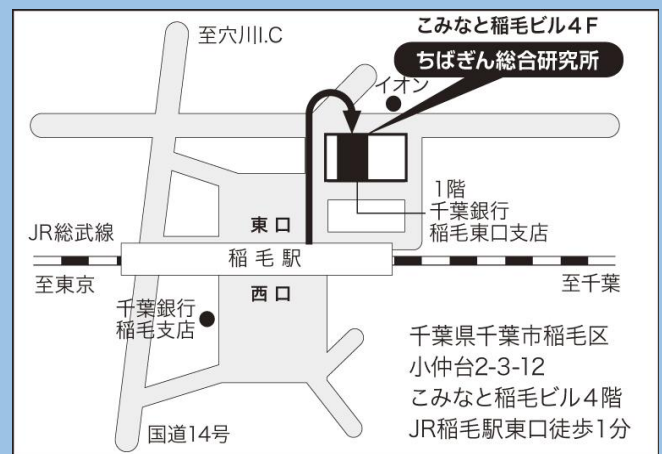 至穴川I.C
こみなと稲毛ビル４F
ちばぎん総合研究所
イオン
1階
千葉銀行
稲毛東口支店
東口
JR総武線
稲毛駅
至東京
西口
至千葉
千葉銀行
稲毛支店
国道14号
千葉県千葉市稲毛区
小仲台2-3-12
こみなと稲毛ビル４階
JR稲毛駅東口徒歩1分